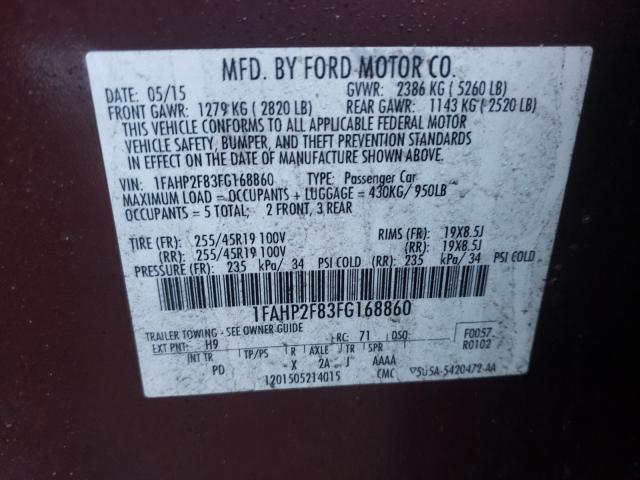 MFD. BY FORD MOTOR CO.
DATE: 05/15 GVWR: 2386 KG ( 5260 LB)
FRONT GAWR: 1279 KG ( 2820 LB) REAR GAWR: 1143 KG ( 2520 LB)
THIS VEHICLE CONFORMS TO ALL APPLICABLE FEDERAL MOTOR
VEHICLE SAFETY, BUMPER, AND THEFT PREVENTION STANDARDS
IN EFFECT ON THE DATE OF MANUFACTURE SHOWN ABOVE.
VIN: 1FAHP2F83FG168860 TYPE: Passenger Car
MAXIMUM LOAD = OCCUPANTS + LUGGAGE = 430KG/ 950LB
OCCUPANTS = 5 TOTAL; 2 FRONT, 3 REAR
TIRE (FR): 255/45R19 100V RIMS (FR): 19X8.5J
(RR): 255/45R19 100V (RR): 19X8.5J
PRESSURE (FR): 235 kPa/ 34 PSI COLD (RR): 235 kPa/ 34 PSI COLD
1FAHP2F83FG168860
TRAILER TOWING - SEE OWNER GUIDE
EXT PNT: H9 RC: 71 DSO: F0057
R0102
INT TR TP/PS R AXLE TR SPR
PD X 2A J AAAA
1201505214015 CMC 5U5A-5420472-AA